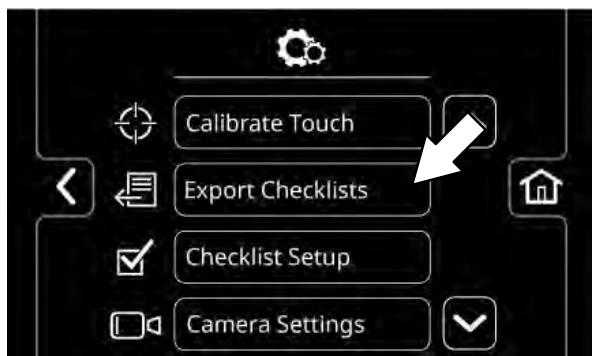 Calibrate Touch
Export Checklists
Checklist Setup
Camera Settings